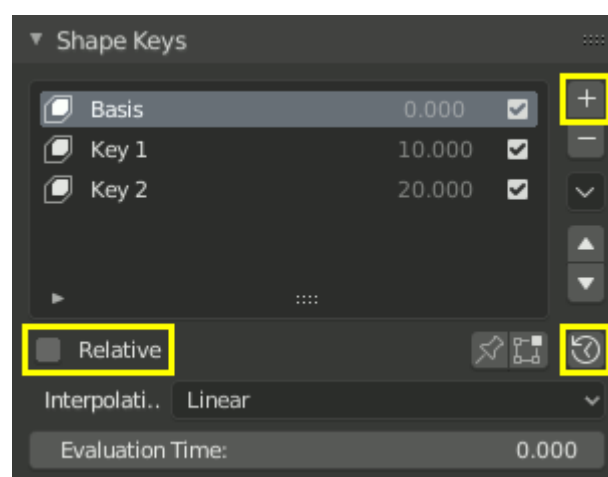 Shape Keys
Basis 0.000
Key 1 10.000
Key 2 20.000
Relative
Interpolati.. Linear
Evaluation Time: 0.000